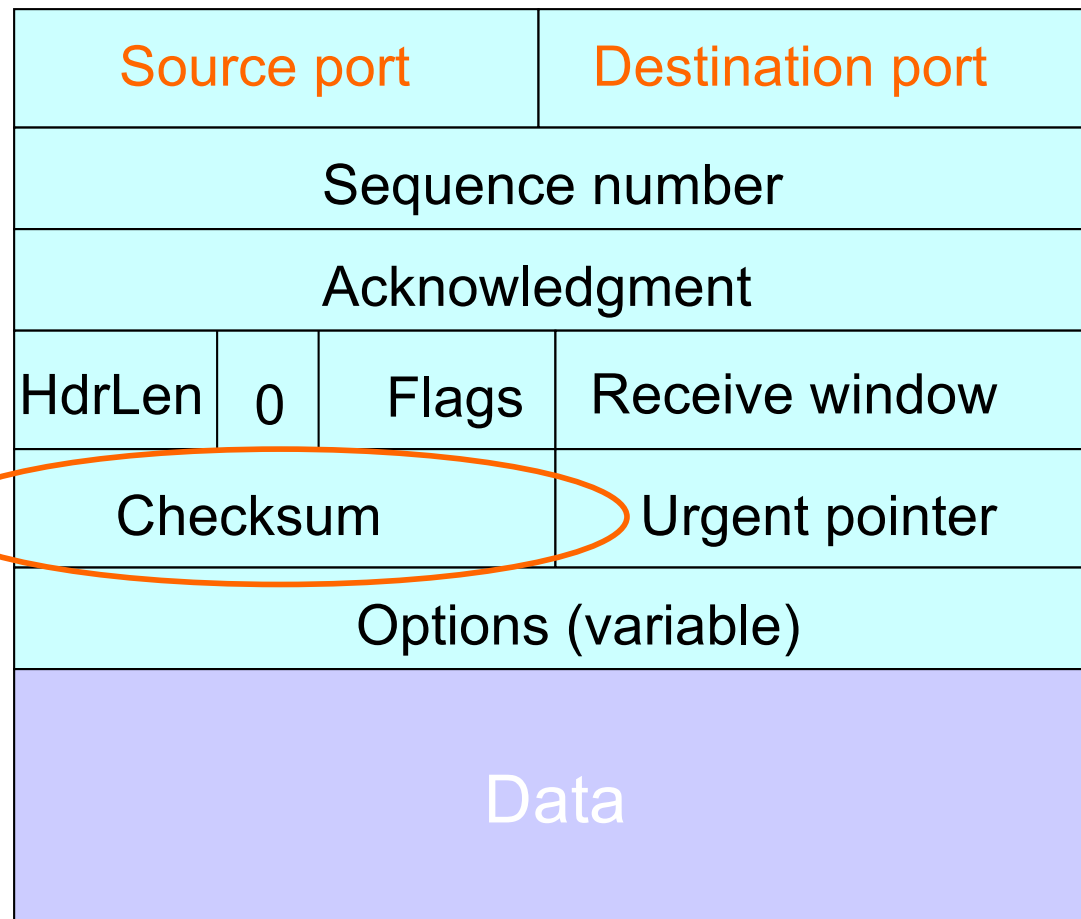 Source port Destination port
Sequence number
Acknowledgment
HdrLen 0 Flags Receive window
Checksum Urgent pointer
Options (variable)
Data